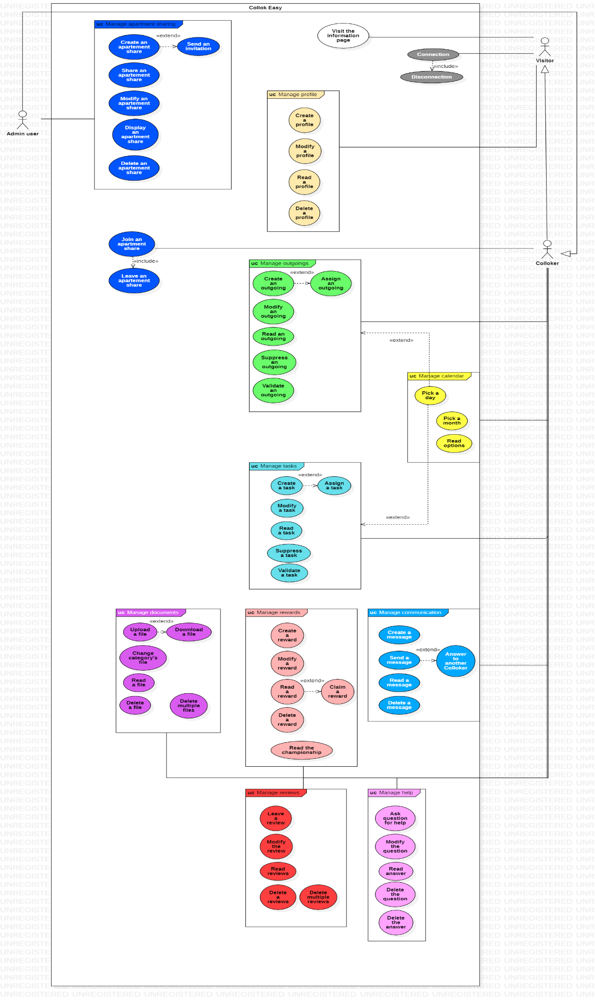 Collok Easy
uc Manage apartment sharing
Create an
apartement
share
«extend»
Send an
invitation
Share an
apartement
share
Modify an
apartement
share
Display
an
apartment
share
Delete an
apartement
share
Admin user
Visit the
information
page
Connection
«include»
Disconnection
Visitor
uc Manage profile
Create
a
profile
Modify
a
profile
Read
a
profile
Delete
a
profile
Join an
apartment
share
«include»
Leave an
apartement
share
Colloker
uc Manage outgoings
«extend»
Create
an
outgoing
Assign
an
outgoing
Modify
an
outgoing
Read an
outgoing
Suppress
an
outgoing
Validate
an
outgoing
«extend»
uc Manage calendar
Pick a
day
Pick a
month
Read
options
uc Manage tasks
«extend»
Create
a task
Assign
a task
Modify
a task
Read
a task
Suppress
a task
Validate
a task
«extend»
uc Manage documents
«extend»
Upload
a file
Download
a file
Change
category's
file
Read
a file
Delete
a file
Delete
multiple
files
uc Manage rewards
Create
a
reward
Modify
a
reward
«extend»
Read
a
reward
Claim
a
reward
Delete
a
reward
Read the
championship
uc Manage communication
Create a
message
«extend»
Send a
message
Answer
to
another
Colloker
Read a
message
Delete a
message
uc Manage reviews
Leave
a
review
Modify
the
review
Read
reviews
Delete
a
reviews
Delete
multiple
reviews
uc Manage help
Ask
question
for help
Modify
the
question
Read
answer
Delete
the
question
Delete
the
answer
UNREGISTERED UNREGISTERED UNREGISTERED UNREGISTERED UNREGISTERED UNREGISTERED UNREGISTERED UNREGISTERED UNR